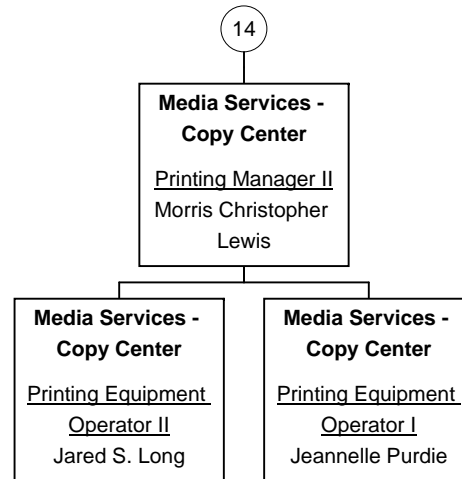 14
Media Services -
Copy Center
Printing Manager II
Morris Christopher
Lewis
Media Services -
Copy Center
Printing Equipment
Operator II
Jared S. Long
Media Services -
Copy Center
Printing Equipment
Operator I
Jeannelle Purdie